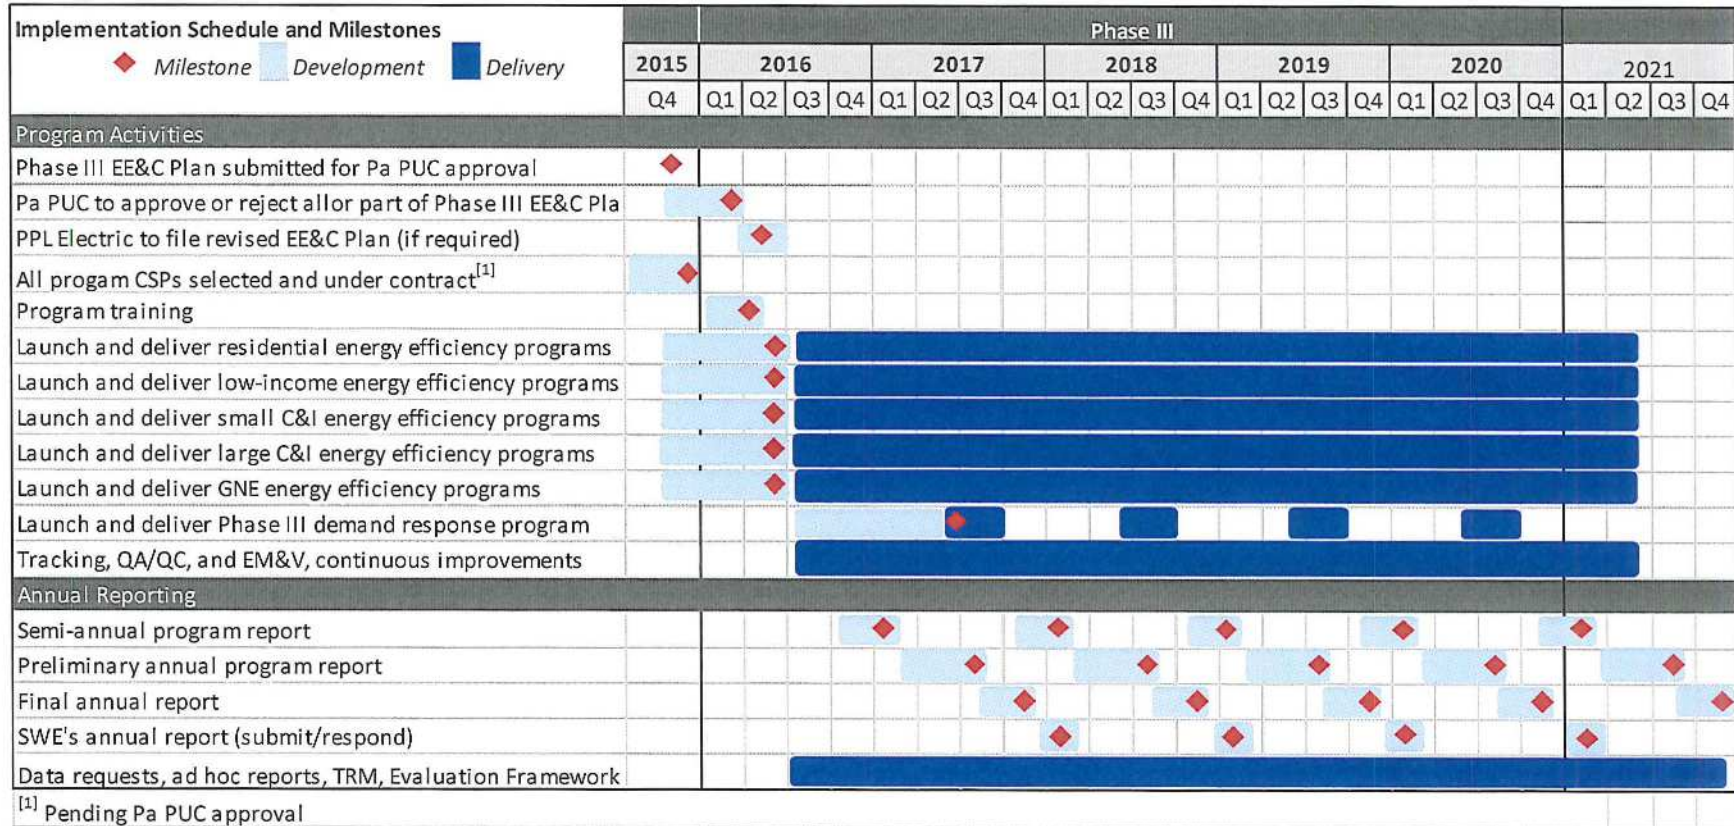 Implementation Schedule and Milestones
Phase III
Milestone Development Delivery
2015 2016 2017 2018 2019 2020 2021
Q4 Q1 Q2 Q3 Q4 Q1 Q2 Q3 Q4 Q1 Q2 Q3 Q4 Q1 Q2 Q3 Q4 Q1 Q2 Q3 Q4 Q1 Q2 Q3 Q4
Program Activities
Phase III EE&C Plan submitted for Pa PUC approval
Pa PUC to approve or reject allor part of Phase III EE&C Pla
PPL Electric to file revised EE&C Plan (if required)
All progam CSPs selected and under contract[1]
Program training
Launch and deliver residential energy efficiency programs
Launch and deliver low-income energy efficiency programs
Launch and deliver small C&I energy efficiency programs
Launch and deliver large C&I energy efficiency programs
Launch and deliver GNE energy efficiency programs
Launch and deliver Phase III demand response program
Tracking, QA/QC, and EM&V, continuous improvements
Annual Reporting
Semi-annual program report
Preliminary annual program report
Final annual report
SWE's annual report (submit/respond)
Data requests, ad hoc reports, TRM, Evaluation Framework
[1] Pending Pa PUC approval